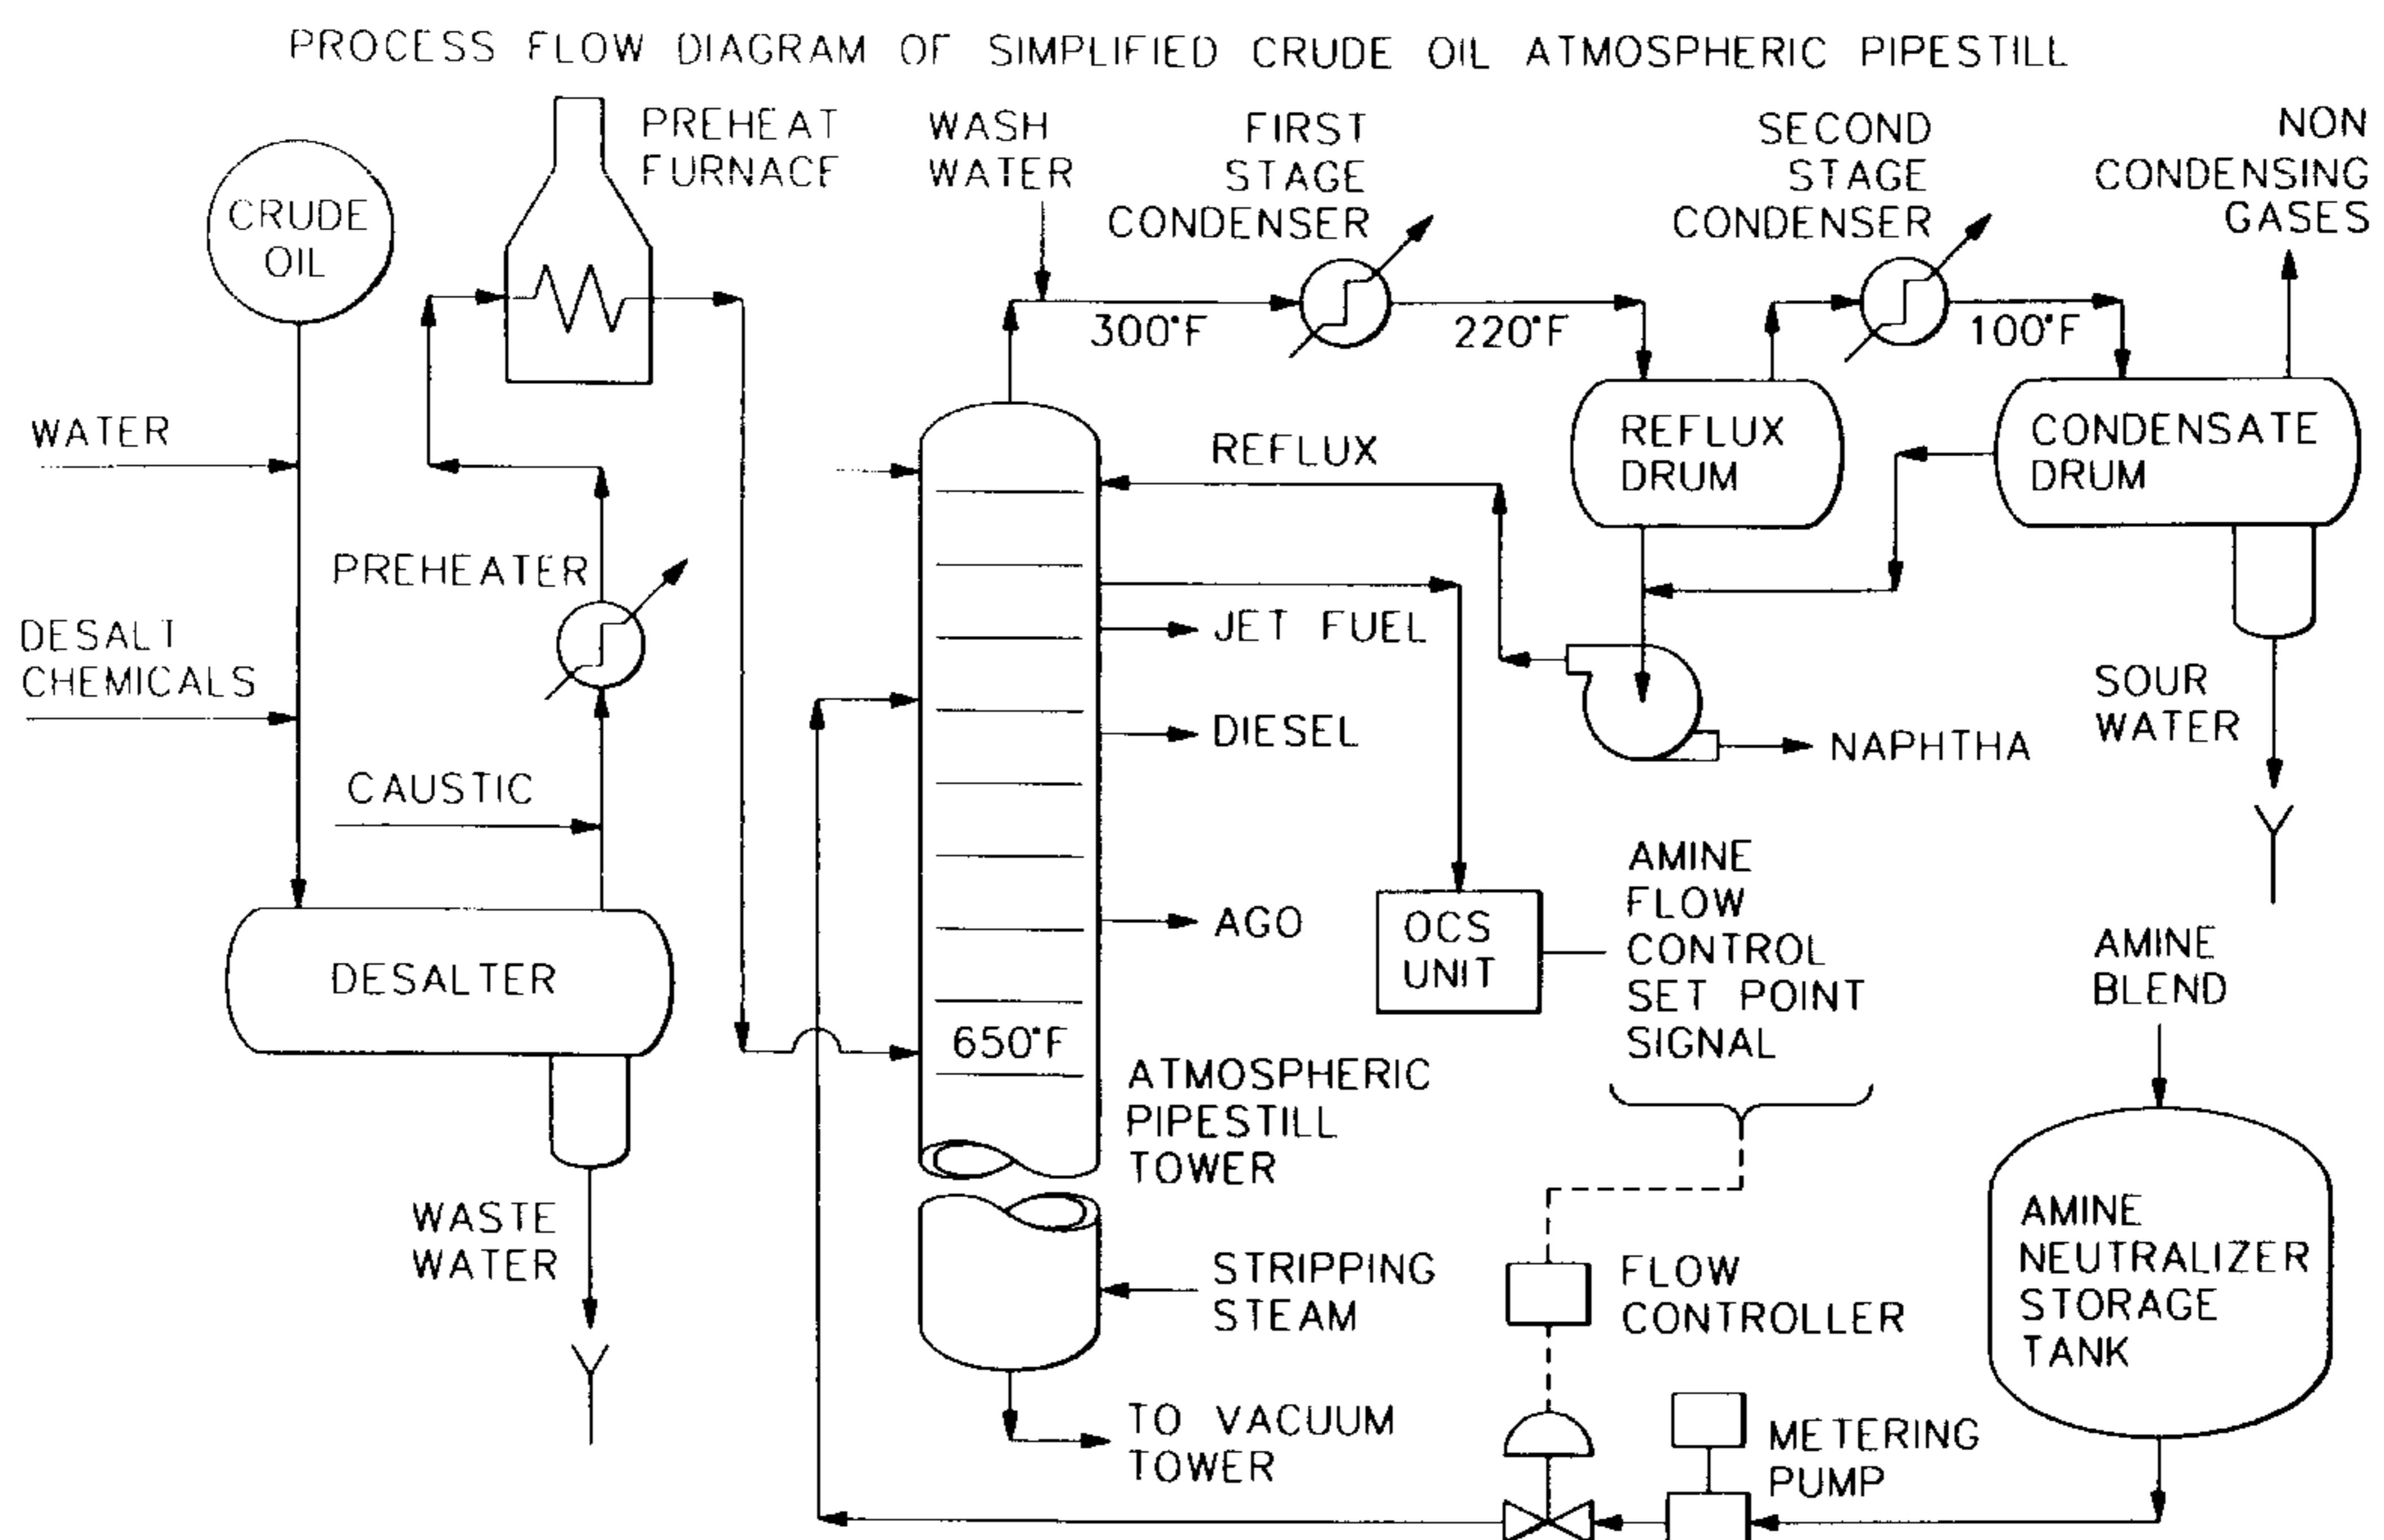 PROCESS FLOW DIAGRAM OF SIMPLIFIED CRUDE OIL ATMOSPHERIC PIPESTILL
CRUDE
OIL
PREHEAT
FURNACE
WASH
WATER
FIRST
STAGE
CONDENSER
SECOND
STAGE
CONDENSER
NON
CONDENSING
GASES
300°F
220°F
100°F
WATER
REFLUX
REFLUX
DRUM
CONDENSATE
DRUM
PREHEATER
DESALT
CHEMICALS
JET FUEL
DIESEL
NAPHTHA
SOUR
WATER
CAUSTIC
DESALTER
AGO
OCS
UNIT
AMINE
FLOW
CONTROL
SET POINT
SIGNAL
AMINE
BLEND
650°F
ATMOSPHERIC
PIPESTILL
TOWER
WASTE
WATER
STRIPPING
STEAM
FLOW
CONTROLLER
AMINE
NEUTRALIZER
STORAGE
TANK
TO VACUUM
TOWER
METERING
PUMP